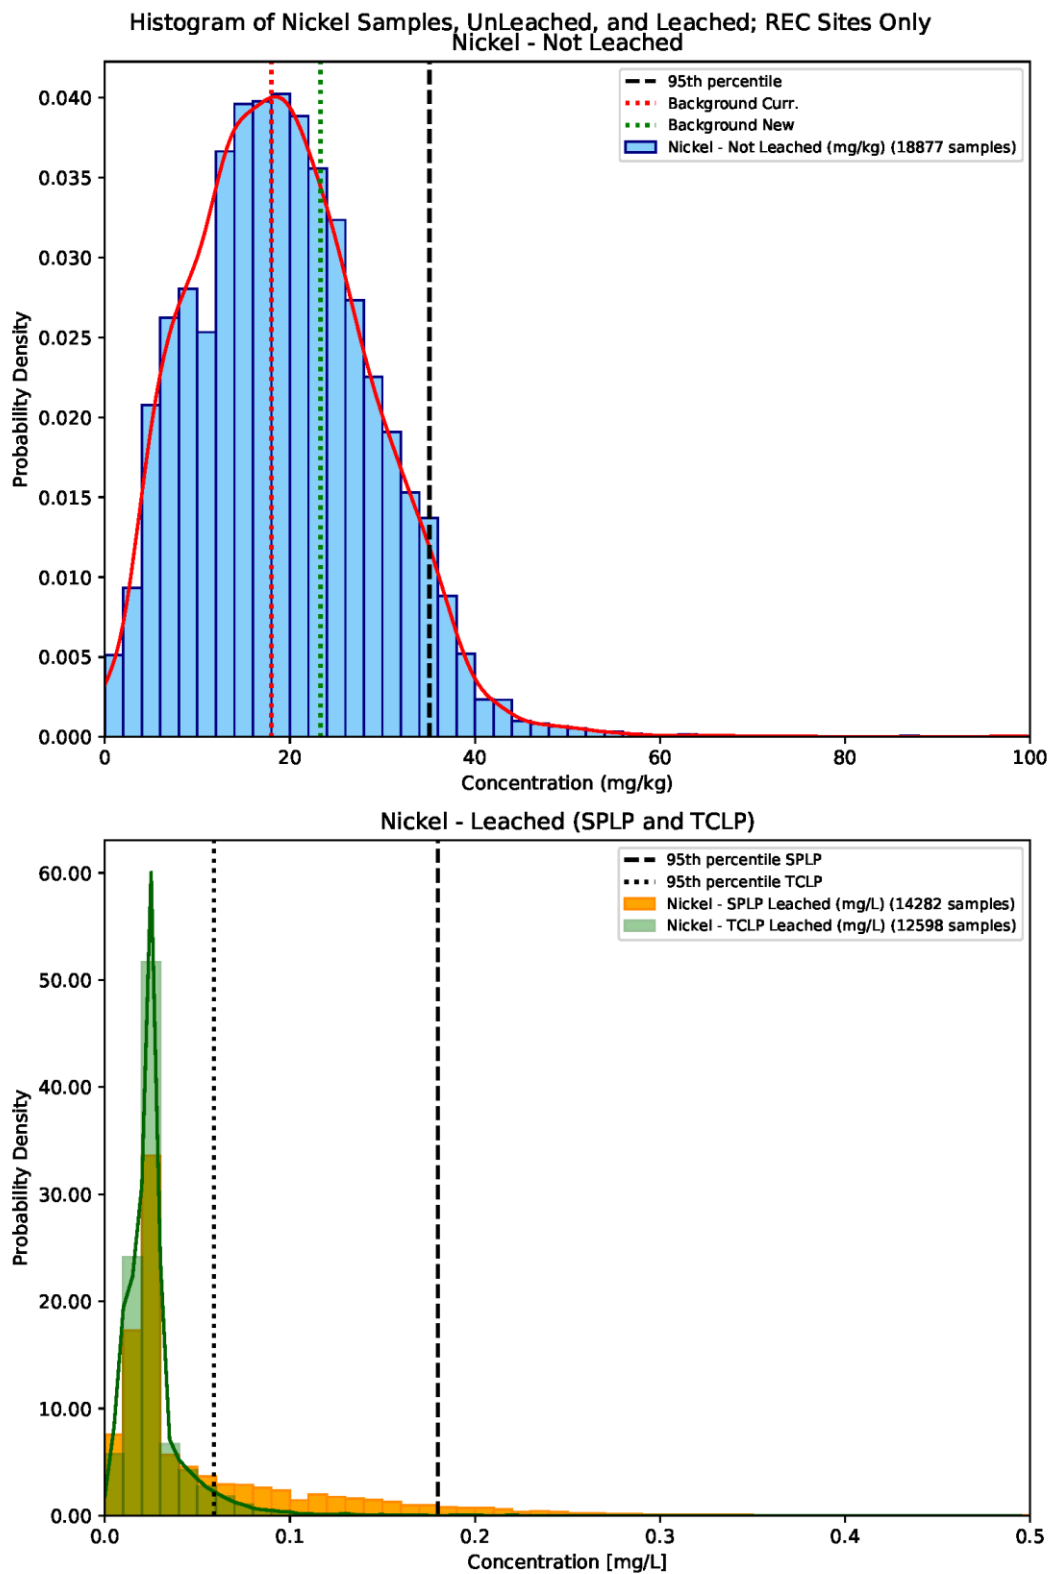 Histogram of Nickel Samples, UnLeached, and Leached; REC Sites Only
Nickel - Not Leached
95th percentile
Background Curr.
Background New
Nickel - Not Leached (mg/kg) (18877 samples)
0.040
0.035
0.030
0.025
0.020
0.015
0.010
0.005
0.000
Probability Density
0 20 40 60 80 100
Concentration (mg/kg)
Nickel - Leached (SPLP and TCLP)
95th percentile SPLP
95th percentile TCLP
Nickel - SPLP Leached (mg/L) (14282 samples)
Nickel - TCLP Leached (mg/L) (12598 samples)
60.00
50.00
40.00
30.00
20.00
10.00
0.00
Probability Density
0.0 0.1 0.2 0.3 0.4 0.5
Concentration [mg/L]